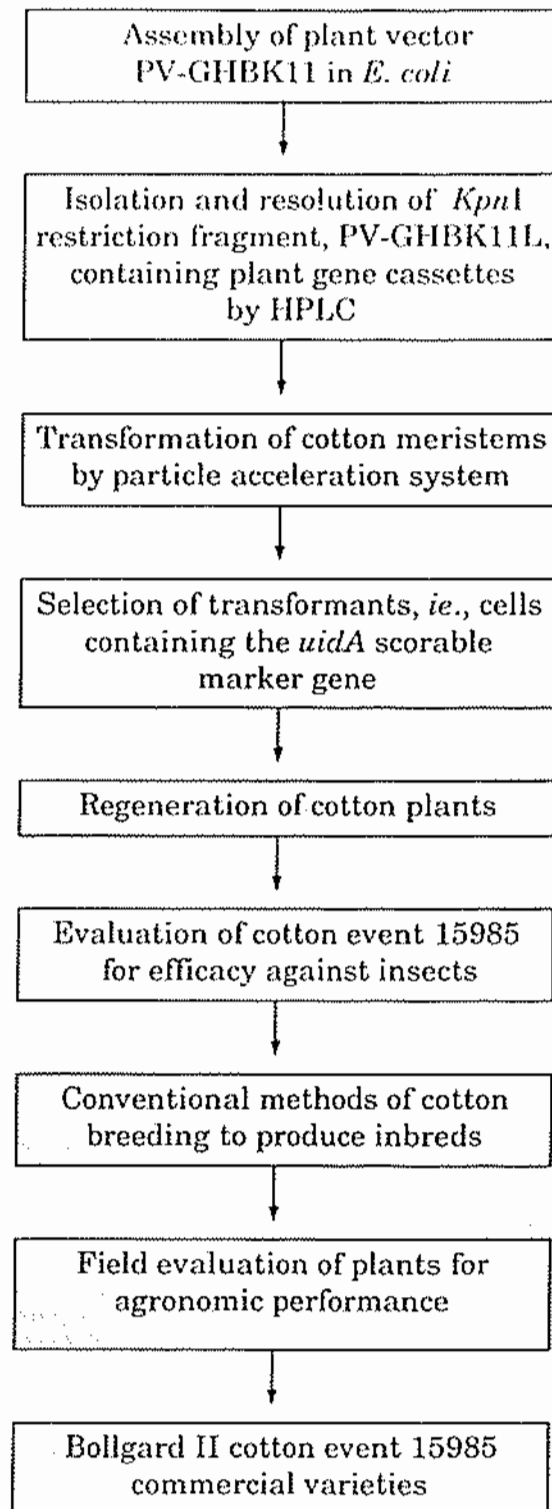 Assembly of plant vector
PV-GHBK11 in E. coli
Isolation and resolution of KpnI
restriction fragment, PV-GHBK11L,
containing plant gene cassettes
by HPLC
Transformation of cotton meristems
by particle acceleration system
Selection of transformants, ie., cells
containing the uidA scorable
marker gene
Regeneration of cotton plants
Evaluation of cotton event 15985
for efficacy against insects
Conventional methods of cotton
breeding to produce inbreds
Field evaluation of plants for
agronomic performance
Bollgard II cotton event 15985
commercial varieties